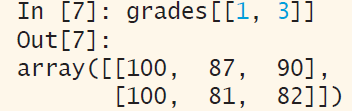 In [7]: grades[[1, 3]]
Out[7]:
array([[100,  87,  90],
       [100,  81,  82]])